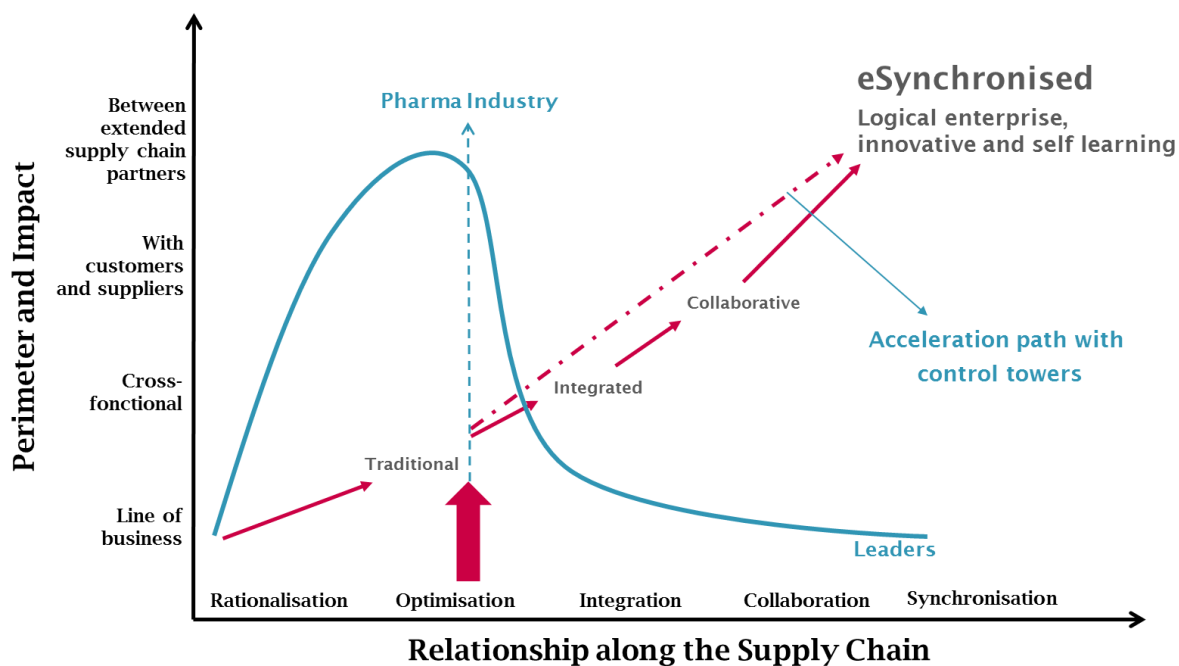 eSynchronised
Logical enterprise,
innovative and self learning
Pharma Industry
Between
extended
supply chain
partners
With
customers
and suppliers
Cross-
fonctional
Line of
business
Perimeter and Impact
Traditional
Integrated
Collaborative
Acceleration path with
control towers
Leaders
Rationalisation
Optimisation
Integration
Collaboration
Synchronisation
Relationship along the Supply Chain